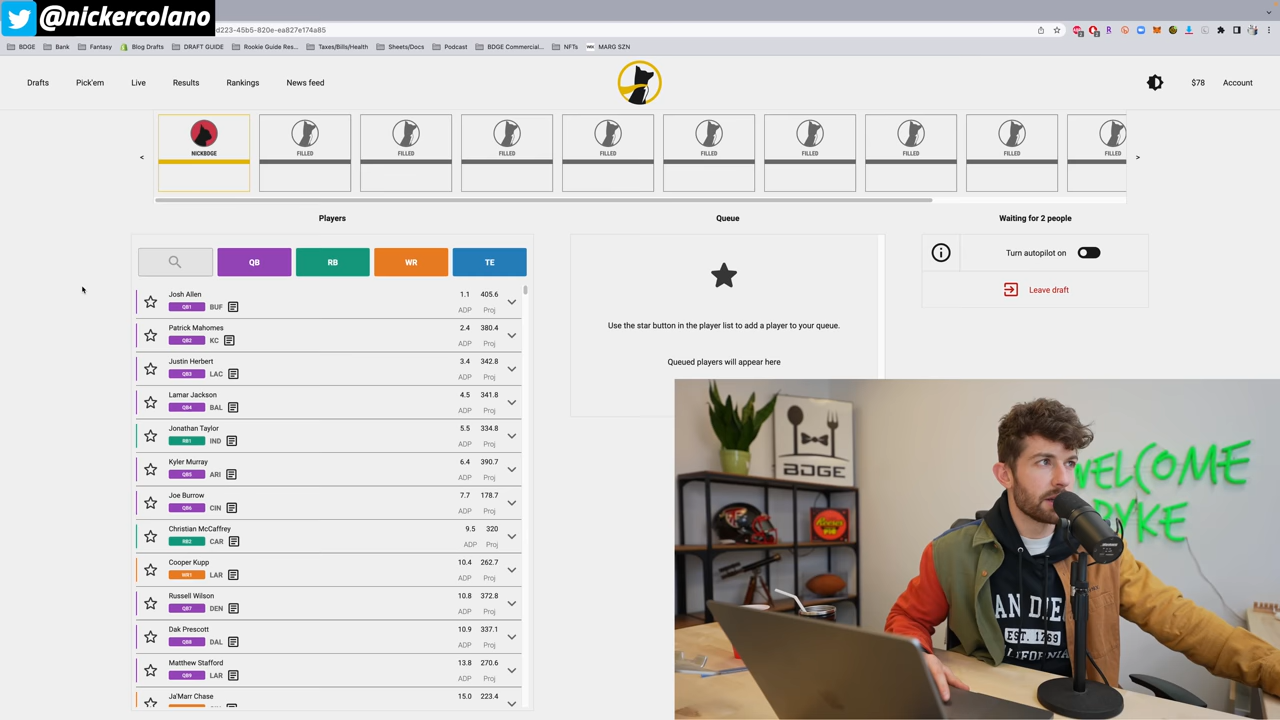 @nickercolano
d223-45b5-820e-ea827e174a85
BDGE Bank Fantasy Blog Drafts DRAFT GUIDE Rookie Guide Res... Taxes/Bills/Health Sheets/Docs Podcast BDGE Commercial... NFTs MARG SZN
Drafts Pick'em Live Results Rankings News feed $78 Account
NICKBDGE FILLED FILLED FILLED FILLED FILLED FILLED FILLED FILLED FILLED
< >
Players Queue Waiting for 2 people
QB RB WR TE
Turn autopilot on
Leave draft
Use the star button in the player list to add a player to your queue.
Queued players will appear here
Josh Allen 1.1 405.6
QB1 BUF ADP Proj
Patrick Mahomes 2.4 380.4
QB2 KC ADP Proj
Justin Herbert 3.4 342.8
QB3 LAC ADP Proj
Lamar Jackson 4.5 341.8
QB4 BAL ADP Proj
Jonathan Taylor 5.5 334.8
RB1 IND ADP Proj
Kyler Murray 6.4 390.7
QB5 ARI ADP Proj
Joe Burrow 7.7 178.7
QB6 CIN ADP Proj
Christian McCaffrey 9.5 320
RB2 CAR ADP Proj
Cooper Kupp 10.4 262.7
WR1 LAR ADP Proj
Russell Wilson 10.8 372.8
QB7 DEN ADP Proj
Dak Prescott 10.9 337.1
QB8 DAL ADP Proj
Matthew Stafford 13.8 270.6
QB9 LAR ADP Proj
Ja'Marr Chase 15.0 223.4
BDGE
Reese's
WELCOME
PYKE
AN DIE
EST. 1769
LIFORNI